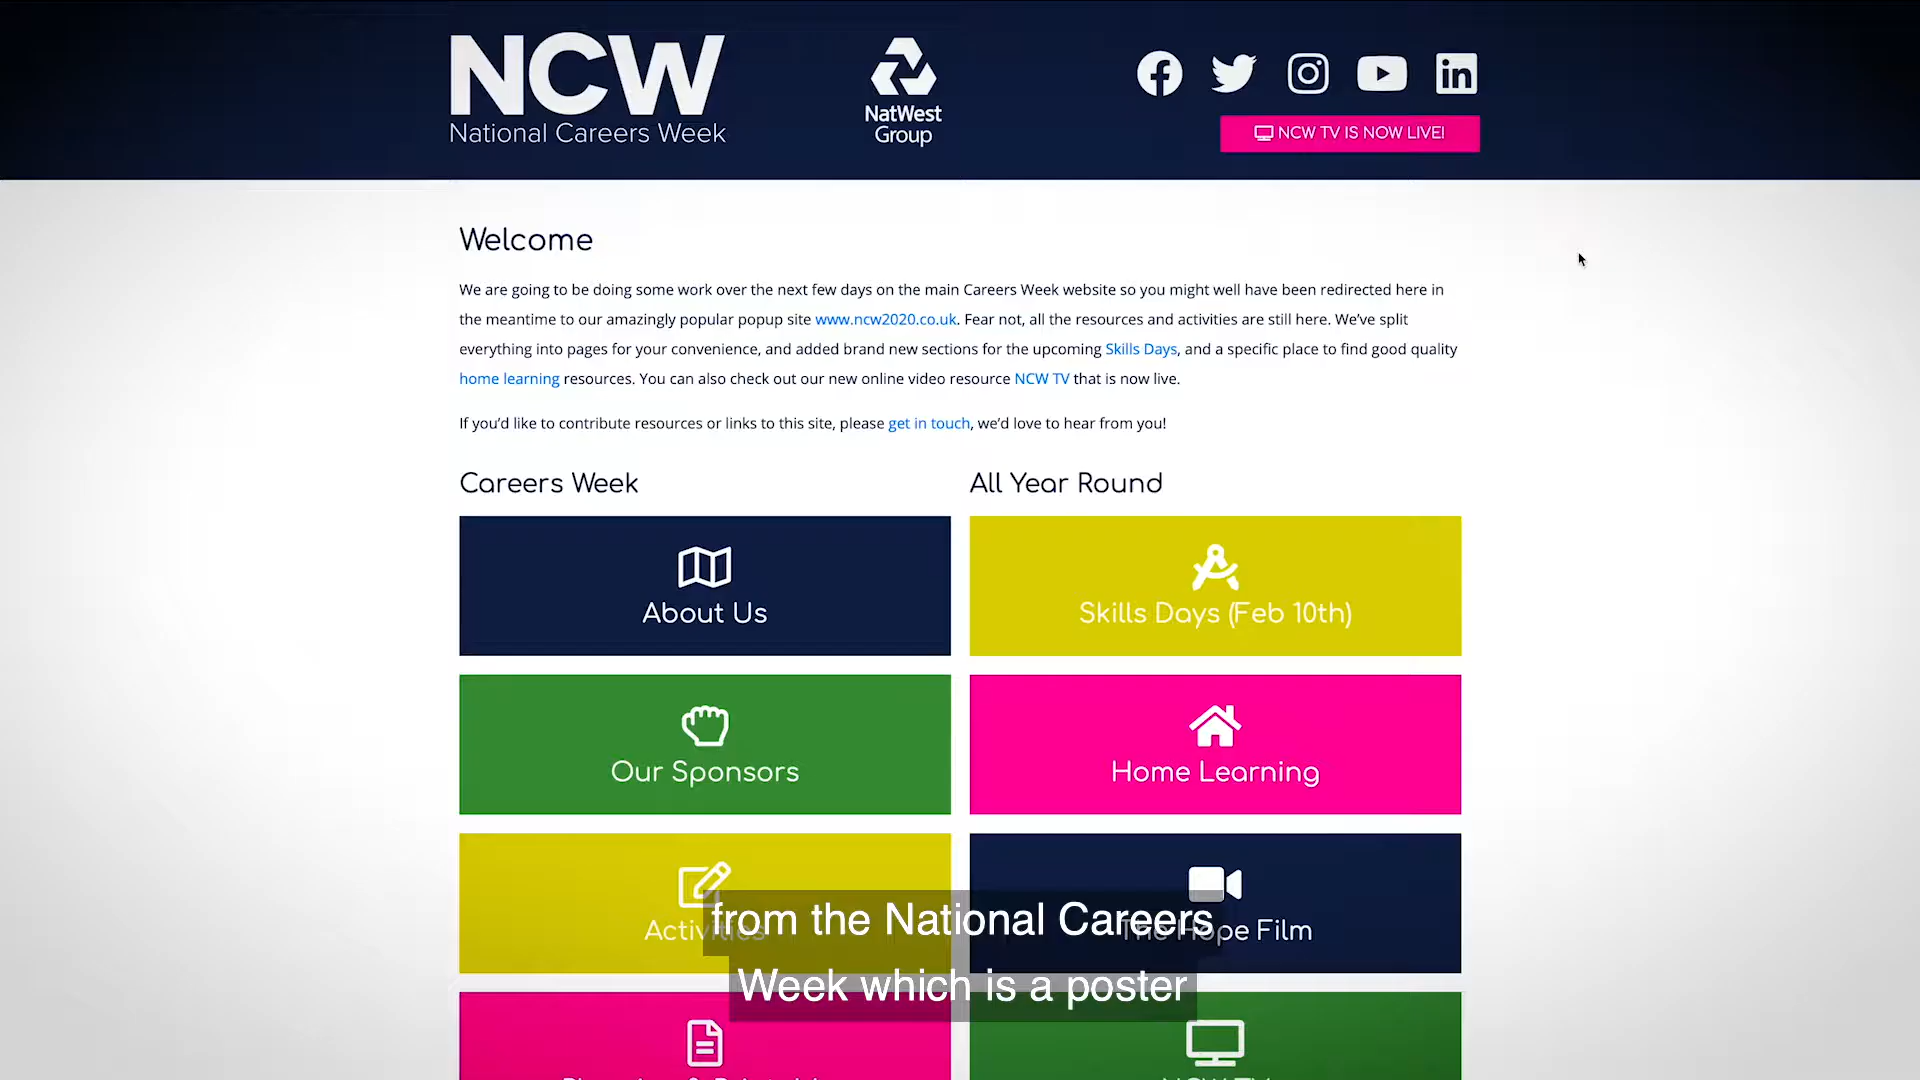 NCW
National Careers Week
NatWest
Group
NCW TV IS NOW LIVE!
Welcome
We are going to be doing some work over the next few days on the main Careers Week website so you might well have been redirected here in
the meantime to our amazingly popular popup site www.ncw2020.co.uk. Fear not, all the resources and activities are still here. We've split
everything into pages for your convenience, and added brand new sections for the upcoming Skills Days, and a specific place to find good quality
home learning resources. You can also check out our new online video resource NCW TV that is now live.
If you'd like to contribute resources or links to this site, please get in touch, we'd love to hear from you!
Careers Week
All Year Round
About Us
Skills Days (Feb 10th)
Our Sponsors
Home Learning
Activities
The Hope Film
from the National Careers
Week which is a poster
NCW TV